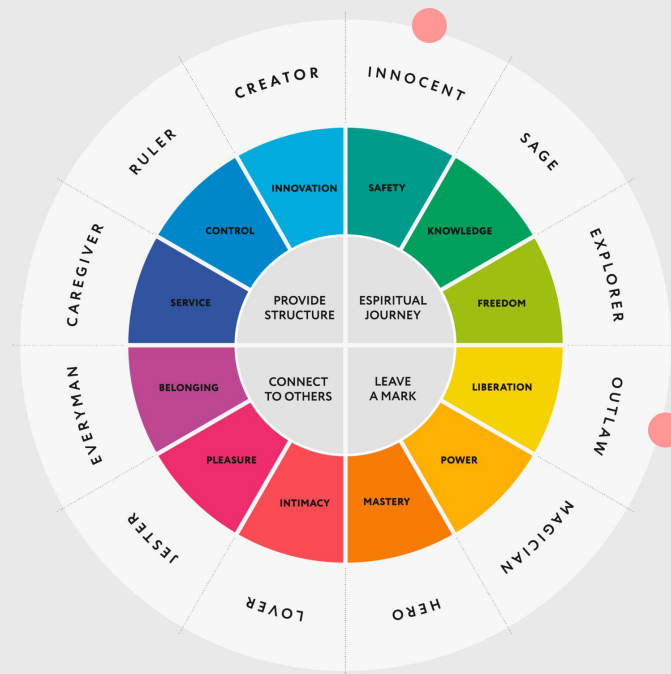 CREATOR
INNOCENT
SAGE
EXPLORER
OUTLAW
MAGICIAN
HERO
LOVER
JESTER
EVERYMAN
CAREGIVER
RULER
INNOVATION
SAFETY
KNOWLEDGE
FREEDOM
LIBERATION
POWER
MASTERY
INTIMACY
PLEASURE
BELONGING
SERVICE
CONTROL
PROVIDE
STRUCTURE
ESPIRITUAL
JOURNEY
CONNECT
TO OTHERS
LEAVE
A MARK